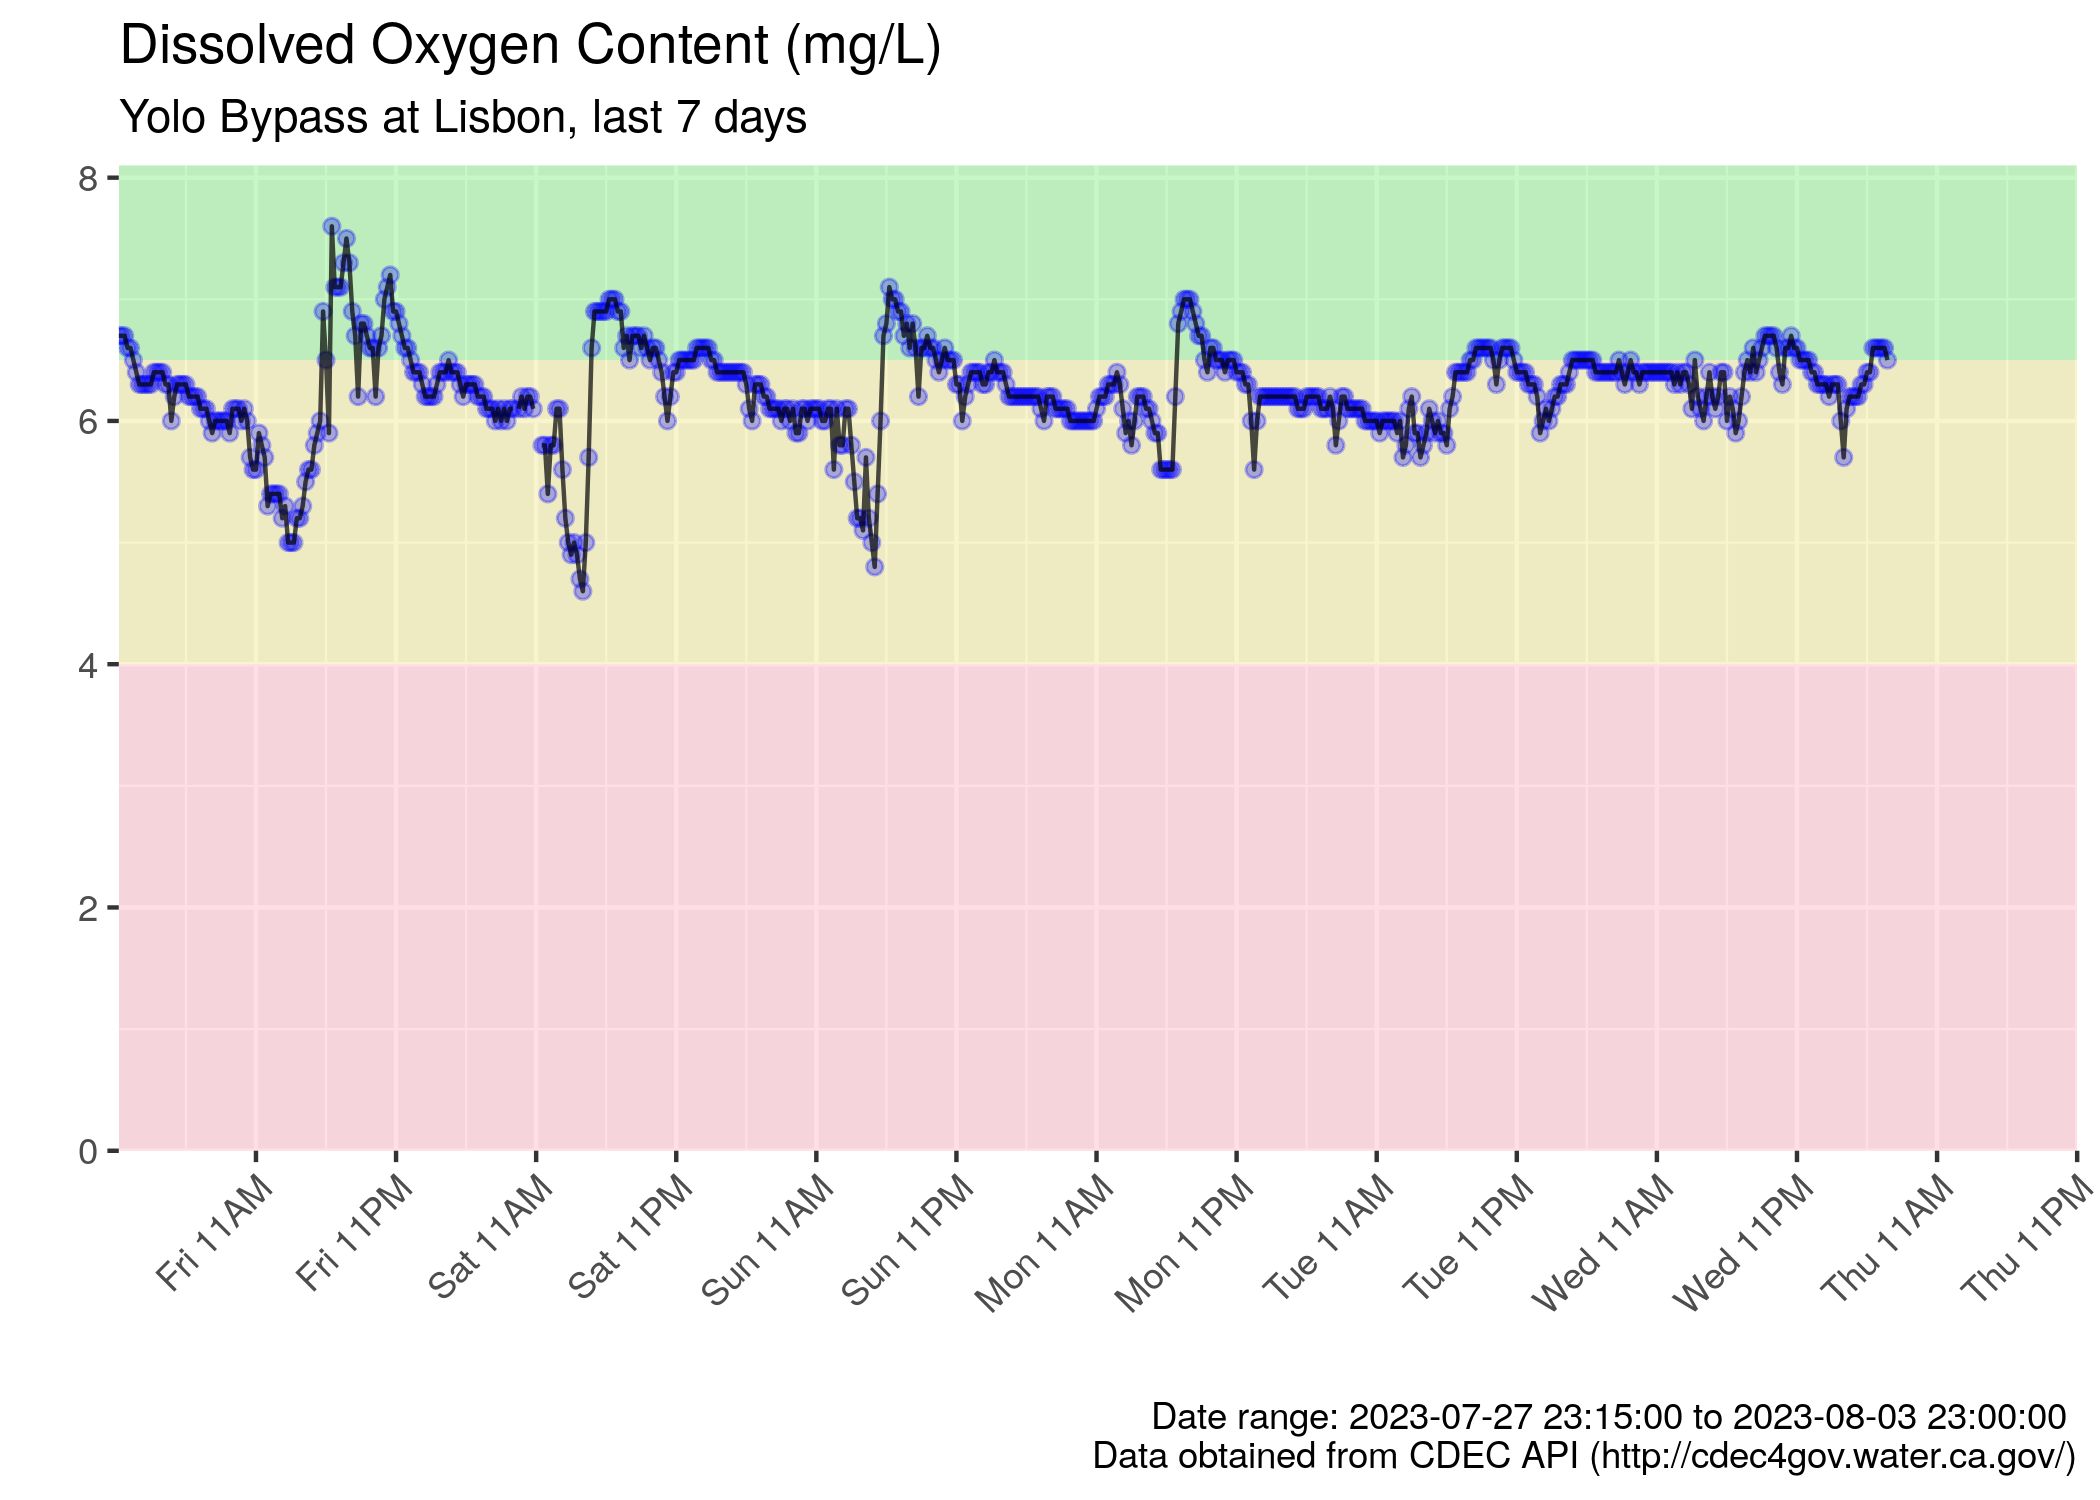 Dissolved Oxygen Content (mg/L)
Yolo Bypass at Lisbon, last 7 days
8
6
4
2
0
Fri 11AM
Fri 11PM
Sat 11AM
Sat 11PM
Sun 11AM
Sun 11PM
Mon 11AM
Mon 11PM
Tue 11AM
Tue 11PM
Wed 11AM
Wed 11PM
Thu 11AM
Thu 11PM
Date range: 2023-07-27 23:15:00 to 2023-08-03 23:00:00
Data obtained from CDEC API (http://cdec4gov.water.ca.gov/)